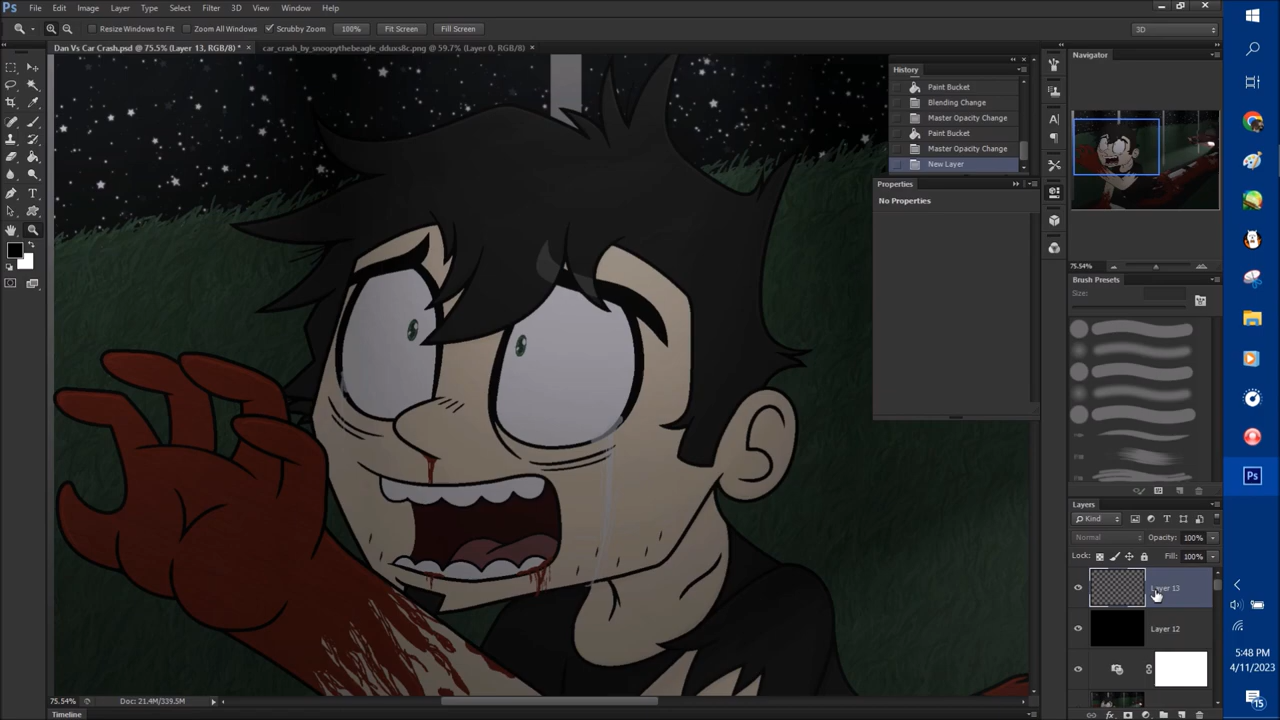 Ps File Edit Image Layer Type Select Filter 3D View Window Help
Resize Windows to Fit Zoom All Windows Scrubby Zoom 100% Fit Screen Fill Screen 3D
Dan Vs Car Crash.psd @ 75.5% (Layer 13, RGB/8) * × car_crash_by_snoopythebeagle_dduxsllc.png @ 59.7% (Layer 0, RGB/8) ×
History
Paint Bucket
Blending Change
Master Opacity Change
Paint Bucket
Master Opacity Change
New Layer
Properties
No Properties
Navigator
75.54%
Brush Presets
Size:
Layers
Kind
Normal Opacity: 100%
Lock: Fill: 100%
Layer 13
Layer 12
75.54% Doc: 21.4M/339.5M
Timeline
Ps
5:48 PM
4/11/2023
15